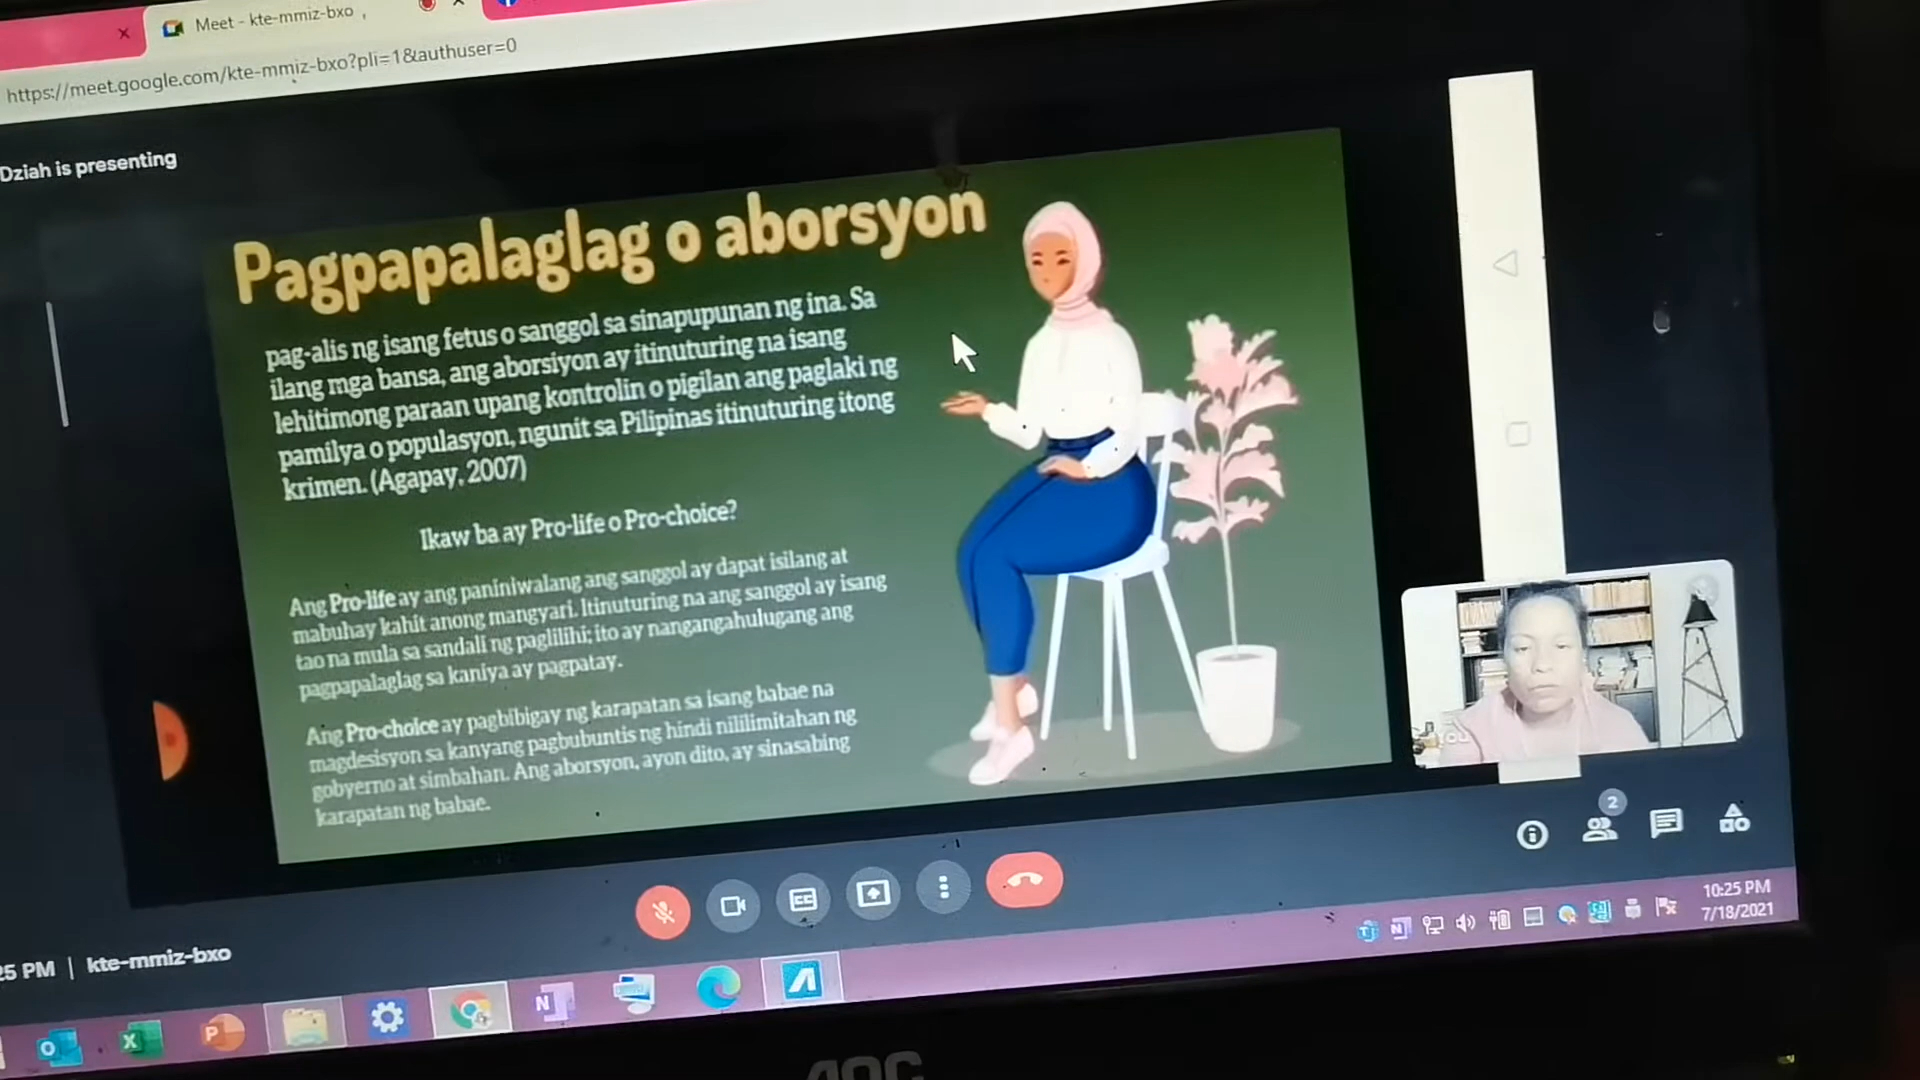 Meet - kte-mmiz-bxo
https://meet.google.com/kte-mmiz-bxo?pli=1&authuser=0
Dziah is presenting
Pagpapalaglag o aborsyon
pag-alis ng isang fetus o sanggol sa sinapupunan ng ina. Sa
ilang mga bansa, ang aborsiyon ay itinuturing na isang
lehitimong paraan upang kontrolin o pigilan ang paglaki ng
pamilya o populasyon, ngunit sa Pilipinas itinuturing itong
krimen. (Agapay, 2007)
Ikaw ba ay Pro-life o Pro-choice?
Ang Pro-life ay ang paniniwalang ang sanggol ay dapat isilang at
mabuhay kahit anong mangyari. Itinuturing na ang sanggol ay isang
tao na mula sa sandali ng paglilihi; ito ay nangangahulugang ang
pagpapalaglag sa kaniya ay pagpatay.
Ang Pro-choice ay pagbibigay ng karapatan sa isang babae na
magdesisyon sa kanyang pagbubuntis ng hindi nililimitahan ng
gobyerno at simbahan. Ang aborsyon, ayon dito, ay sinasabing
karapatan ng babae.
You
2
25 PM | kte-mmiz-bxo
10:25 PM
7/18/2021
AOC